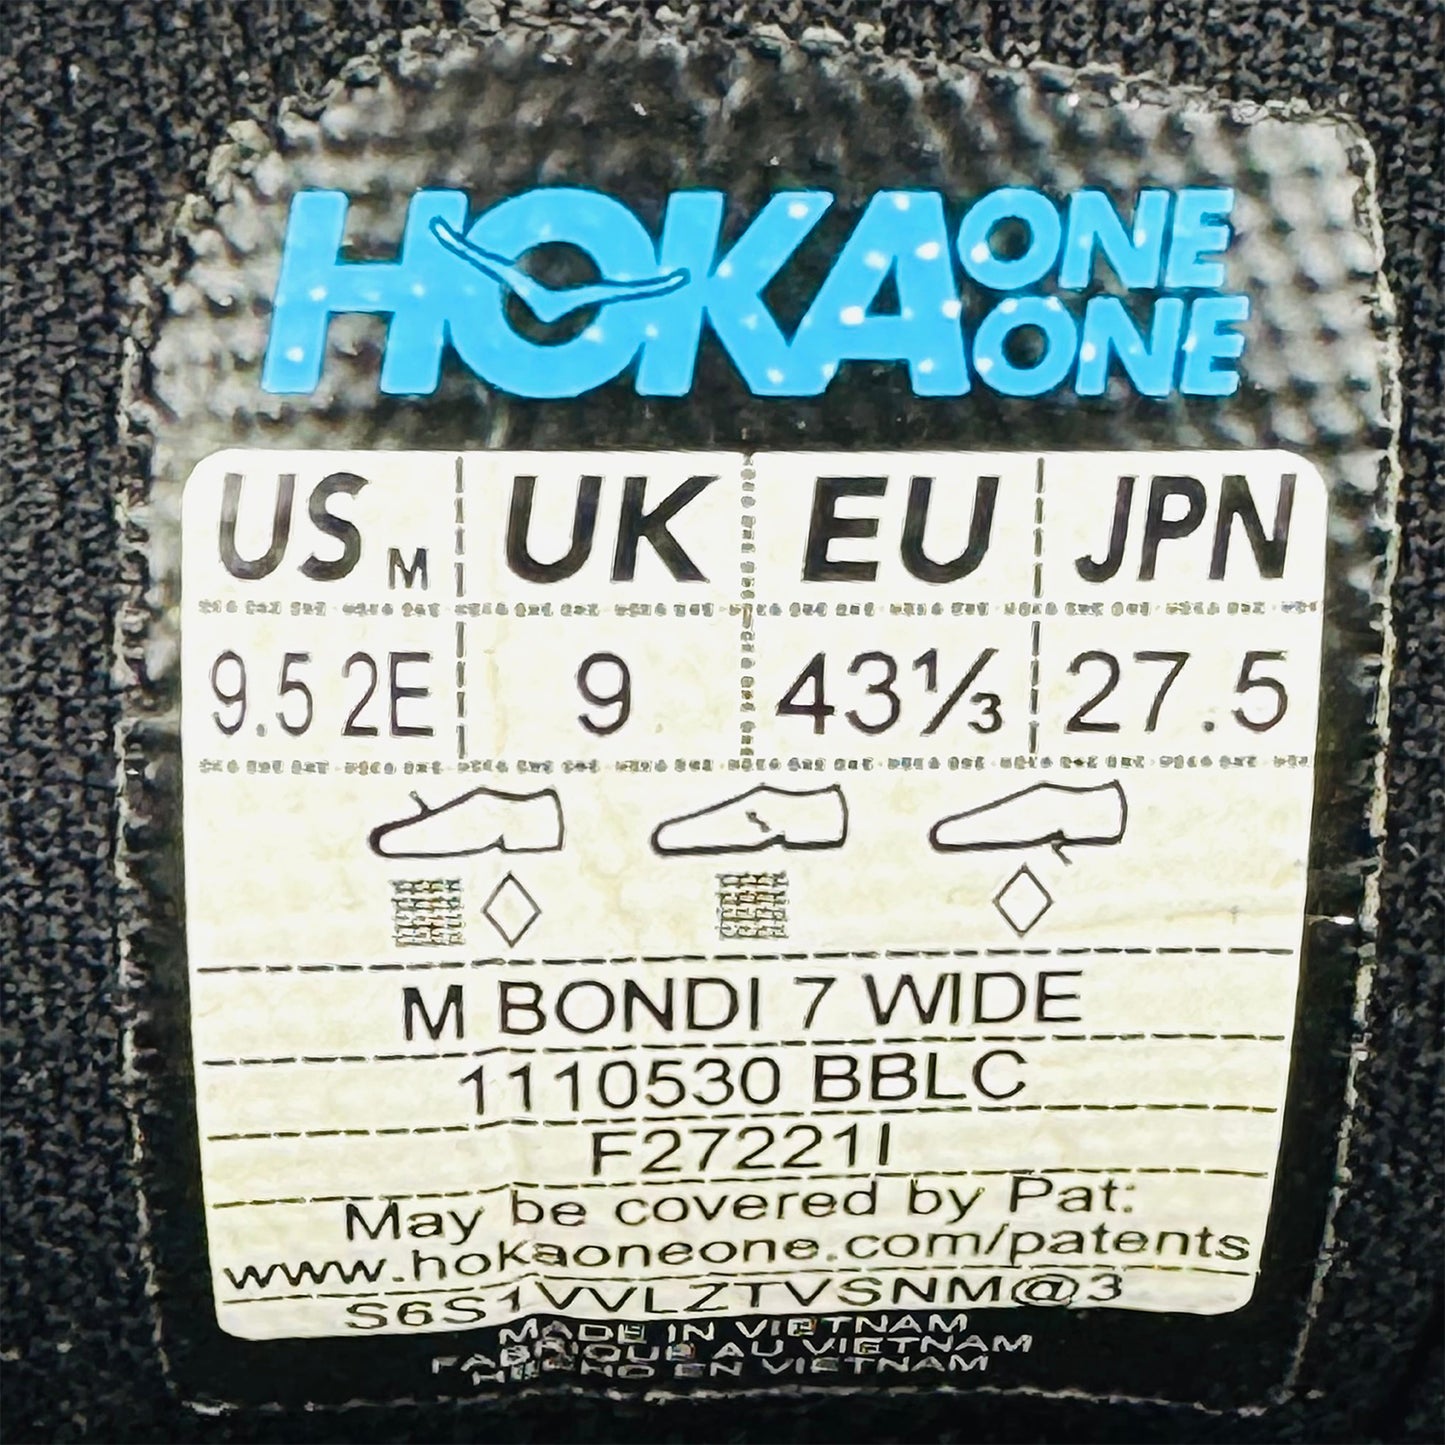 HOKA ONE ONE
US M UK EU JPN
9.5 2E 9 43⅓ 27.5
M BONDI 7 WIDE
1110530 BBLC
F27221I
May be covered by Pat:
www.hokaoneone.com/patents
S6S1VVLZTVSNM@3
MADE IN VIETNAM
FABRIQUE AU VIETNAM
HECHO EN VIETNAM